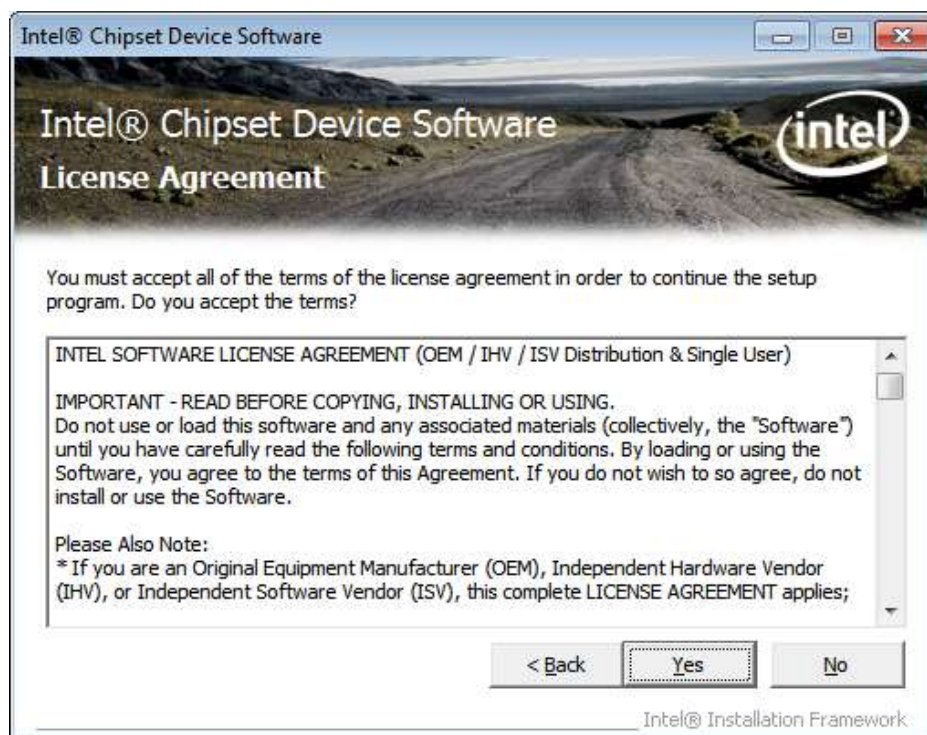 Intel® Chipset Device Software
Intel® Chipset Device Software
intel
License Agreement
You must accept all of the terms of the license agreement in order to continue the setup
program. Do you accept the terms?
INTEL SOFTWARE LICENSE AGREEMENT (OEM / IHV / ISV Distribution & Single User)
IMPORTANT - READ BEFORE COPYING, INSTALLING OR USING.
Do not use or load this software and any associated materials (collectively, the "Software")
until you have carefully read the following terms and conditions. By loading or using the
Software, you agree to the terms of this Agreement. If you do not wish to so agree, do not
install or use the Software.
Please Also Note:
* If you are an Original Equipment Manufacturer (OEM), Independent Hardware Vendor
(IHV), or Independent Software Vendor (ISV), this complete LICENSE AGREEMENT applies;
< Back Yes No
Intel® Installation Framework